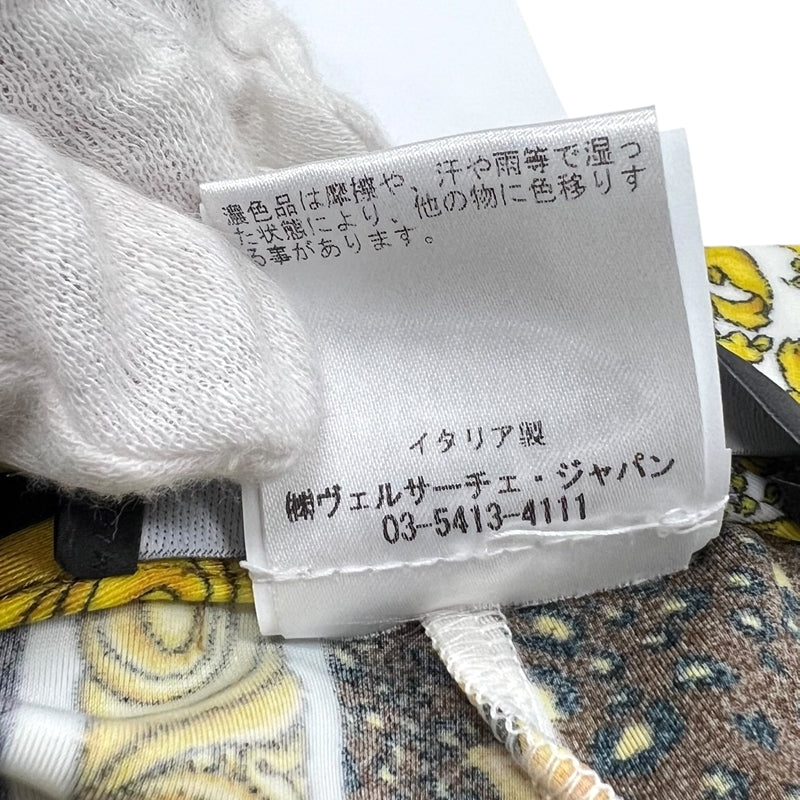 濃色品は摩擦や、汗や雨等で湿っ
た状態により、他の物に色移りす
る事があります。
イタリア製
㈱ヴェルサーチェ・ジャパン
03-5413-4111